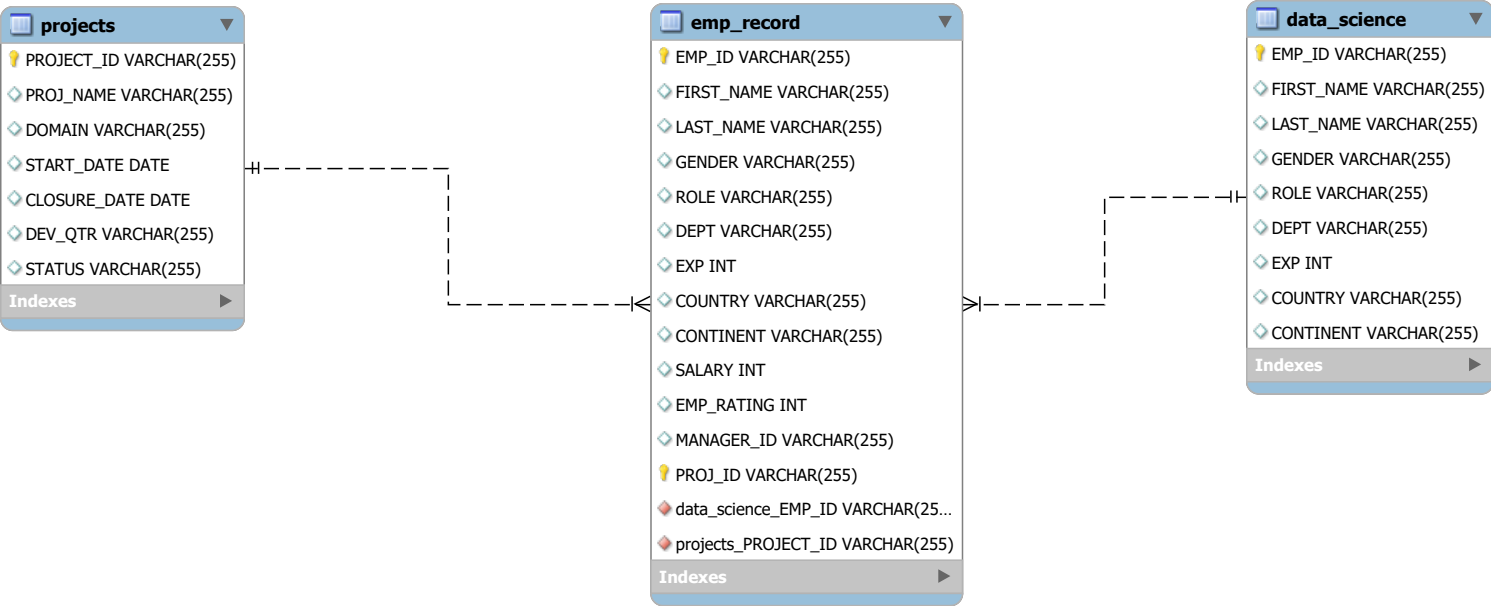 projects
PROJECT_ID VARCHAR(255)
PROJ_NAME VARCHAR(255)
DOMAIN VARCHAR(255)
START_DATE DATE
CLOSURE_DATE DATE
DEV_QTR VARCHAR(255)
STATUS VARCHAR(255)
Indexes
emp_record
EMP_ID VARCHAR(255)
FIRST_NAME VARCHAR(255)
LAST_NAME VARCHAR(255)
GENDER VARCHAR(255)
ROLE VARCHAR(255)
DEPT VARCHAR(255)
EXP INT
COUNTRY VARCHAR(255)
CONTINENT VARCHAR(255)
SALARY INT
EMP_RATING INT
MANAGER_ID VARCHAR(255)
PROJ_ID VARCHAR(255)
data_science_EMP_ID VARCHAR(25...
projects_PROJECT_ID VARCHAR(255)
Indexes
data_science
EMP_ID VARCHAR(255)
FIRST_NAME VARCHAR(255)
LAST_NAME VARCHAR(255)
GENDER VARCHAR(255)
ROLE VARCHAR(255)
DEPT VARCHAR(255)
EXP INT
COUNTRY VARCHAR(255)
CONTINENT VARCHAR(255)
Indexes